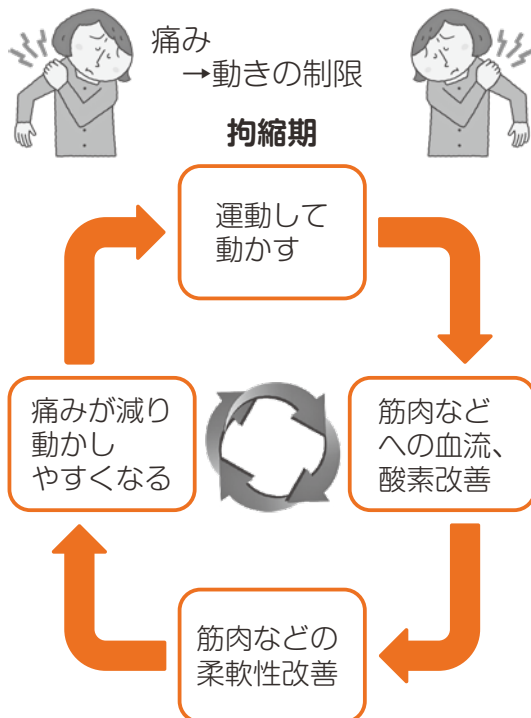 痛み
→動きの制限
拘縮期
運動して
動かす
筋肉など
への血流、
酸素改善
筋肉などの
柔軟性改善
痛みが減り
動かし
やすくなる